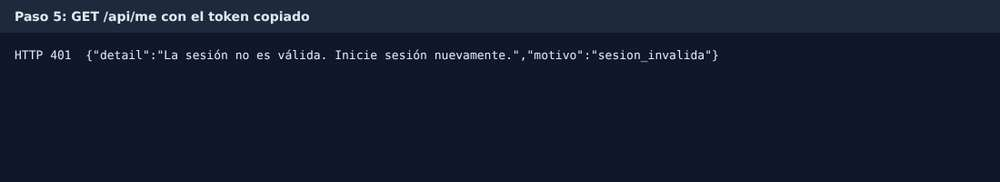 Paso 5: GET /api/me con el token copiado
HTTP 401  {"detail":"La sesión no es válida. Inicie sesión nuevamente.","motivo":"sesion_invalida"}